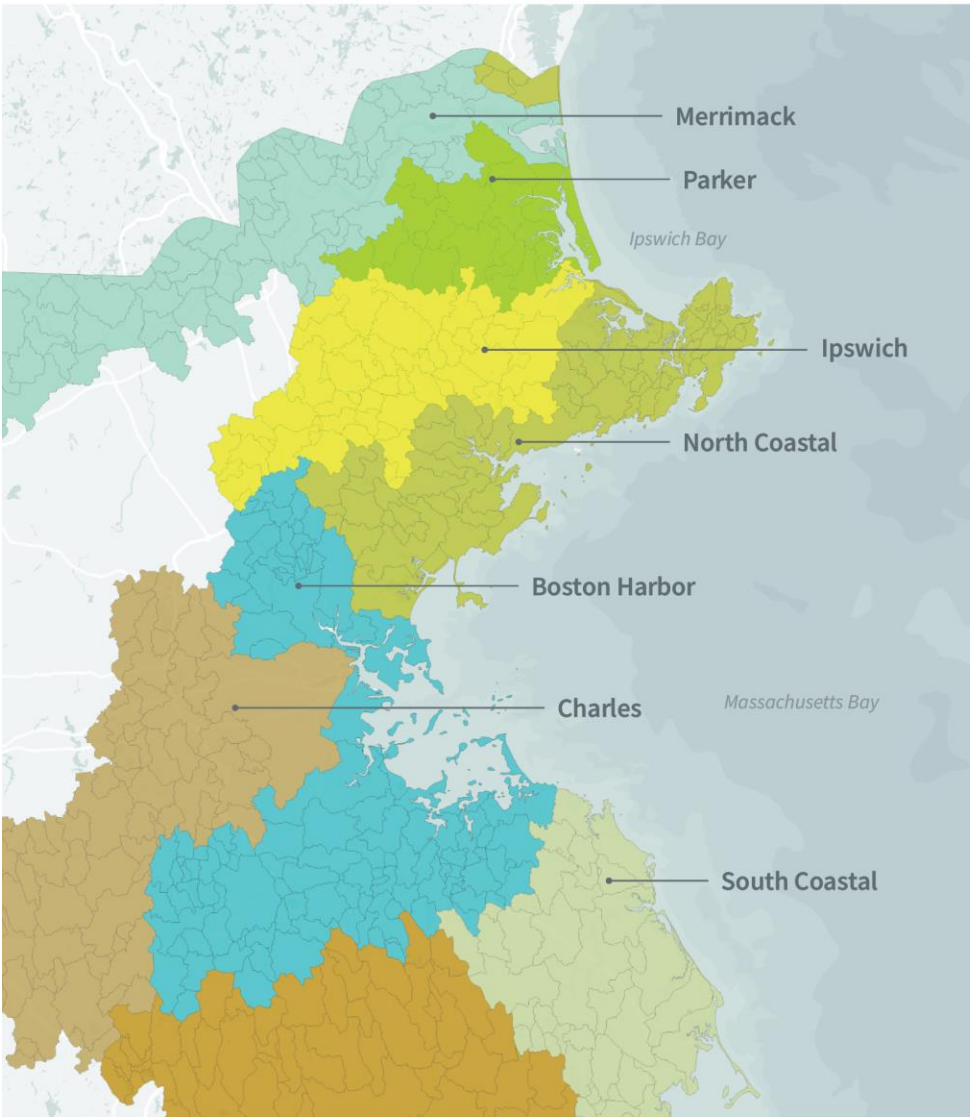 Merrimack
Parker
Ipswich Bay
Ipswich
North Coastal
Boston Harbor
Charles
Massachusetts Bay
South Coastal